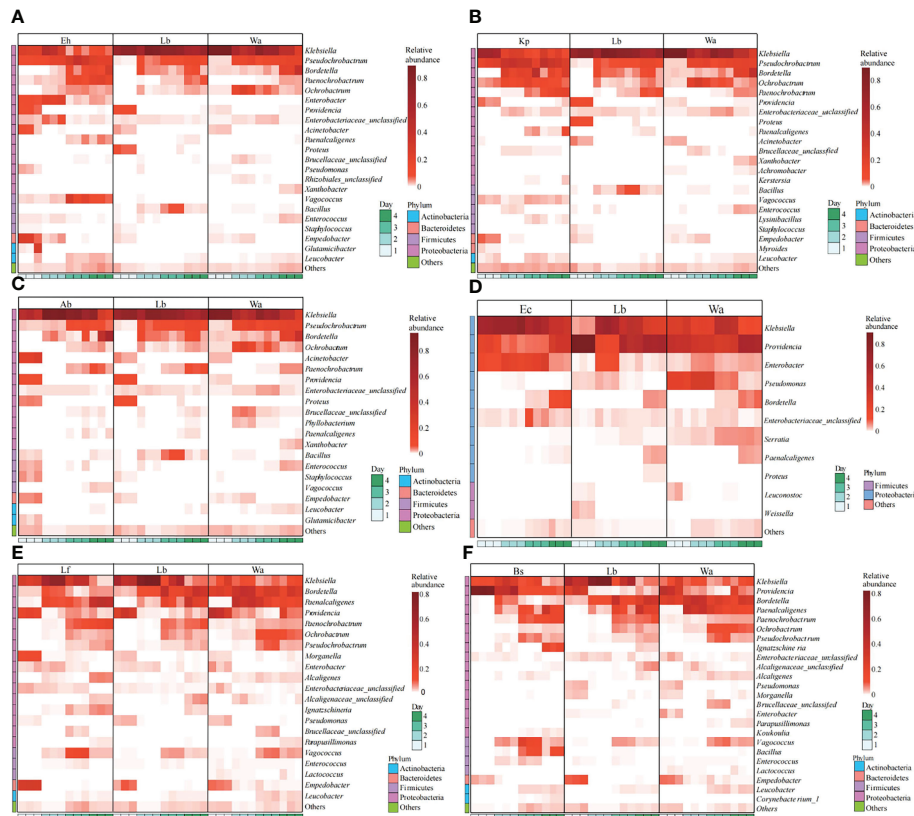 A
Eh Lb Wa
Klebsiella
Pseudochrobactrum
Bordetella
Paenochrobactrum
Ochrobactrum
Enterobacter
Providencia
Enterobacteriaceae_unclassified
Acinetobacter
Paenalcaligenes
Proteus
Brucellaceae_unclassified
Pseudomonas
Rhizobiales_unclassified
Xanthobacter
Vagococcus
Bacillus
Enterococcus
Staphylococcus
Empedobacter
Glutamicibacter
Leucobacter
Others
Relative
abundance
0.8
0.6
0.4
0.2
0
Day
4
3
2
1
Phylum
Actinobacteria
Bacteroidetes
Firmicutes
Proteobacteria
Others
B
Kp Lb Wa
Klebsiella
Pseudochrobactrum
Bordetella
Ochrobactrum
Paenochrobactrum
Providencia
Enterobacteriaceae_unclassified
Proteus
Paenalcaligenes
Acinetobacter
Brucellaceae_unclassified
Xanthobacter
Achromobacter
Kerstersia
Bacillus
Vagococcus
Enterococcus
Lysinibacillus
Staphylococcus
Empedobacter
Myroides
Leucobacter
Others
Relative
abundance
0.8
0.6
0.4
0.2
0
Day
4
3
2
1
Phylum
Actinobacteria
Bacteroidetes
Firmicutes
Proteobacteria
Others
C
Ab Lb Wa
Klebsiella
Pseudochrobactrum
Bordetella
Ochrobactrum
Acinetobacter
Paenochrobactrum
Providencia
Enterobacteriaceae_unclassified
Proteus
Brucellaceae_unclassified
Phyllobacterium
Paenalcaligenes
Xanthobacter
Bacillus
Enterococcus
Staphylococcus
Vagococcus
Empedobacter
Leucobacter
Glutamicibacter
Others
Relative
abundance
0.8
0.6
0.4
0.2
0
Day
4
3
2
1
Phylum
Actinobacteria
Bacteroidetes
Firmicutes
Proteobacteria
Others
D
Ec Lb Wa
Klebsiella
Providencia
Enterobacter
Pseudomonas
Bordetella
Enterobacteriaceae_unclassified
Serratia
Paenalcaligenes
Proteus
Leuconostoc
Weissella
Others
Relative
abundance
0.8
0.6
0.4
0.2
0
Day
4
3
2
1
Phylum
Firmicutes
Proteobacteria
Others
E
Lf Lb Wa
Klebsiella
Bordetella
Paenalcaligenes
Providencia
Paenochrobactrum
Ochrobactrum
Pseudochrobactrum
Morganella
Enterobacter
Alcaligenes
Enterobacteriaceae_unclassified
Alcaligenaceae_unclassified
Ignatzschineria
Pseudomonas
Brucellaceae_unclassified
Parapusillimonas
Vagococcus
Enterococcus
Lactococcus
Empedobacter
Leucobacter
Others
Relative
abundance
0.8
0.6
0.4
0.2
0
Day
4
3
2
1
Phylum
Actinobacteria
Bacteroidetes
Firmicutes
Proteobacteria
Others
F
Bs Lb Wa
Klebsiella
Providencia
Bordetella
Paenalcaligenes
Paenochrobactrum
Ochrobactrum
Pseudochrobactrum
Ignatzschineria
Enterobacteriaceae_unclassified
Alcaligenaceae_unclassified
Alcaligenes
Pseudomonas
Morganella
Brucellaceae_unclassified
Enterobacter
Parapusillimonas
Koukoulia
Vagococcus
Bacillus
Enterococcus
Lactococcus
Empedobacter
Leucobacter
Corynebacterium_1
Others
Relative
abundance
0.8
0.6
0.4
0.2
0
Day
4
3
2
1
Phylum
Actinobacteria
Bacteroidetes
Firmicutes
Proteobacteria
Others